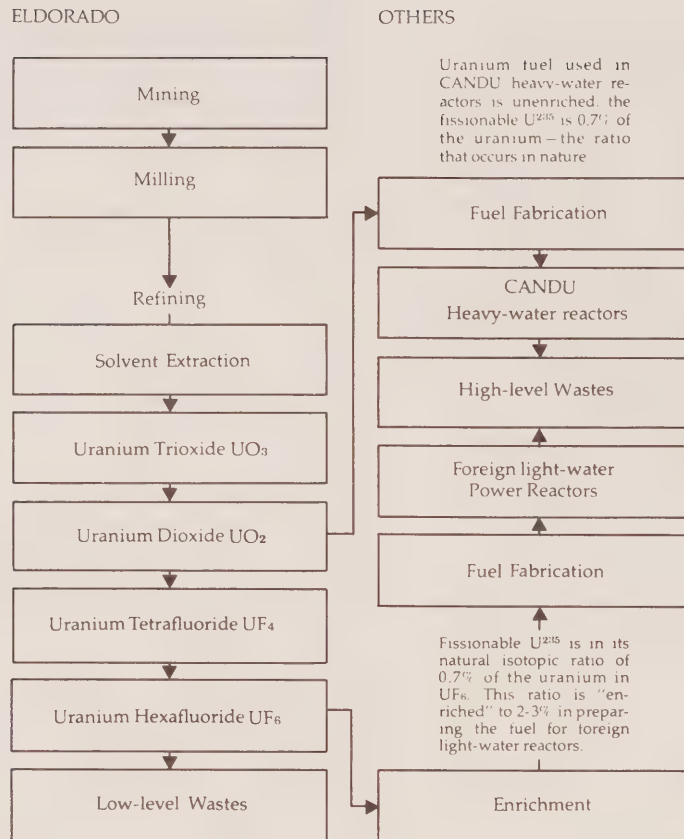 ELDORADO
Mining
Milling
Refining
Solvent Extraction
Uranium Trioxide UO₃
Uranium Dioxide UO₂
Uranium Tetrafluoride UF₄
Uranium Hexafluoride UF₆
Low-level Wastes
OTHERS
Uranium fuel used in
CANDU heavy-water re-
actors is unenriched. the
fissionable U²³⁵ is 0.7% of
the uranium – the ratio
that occurs in nature
Fuel Fabrication
CANDU
Heavy-water reactors
High-level Wastes
Foreign light-water
Power Reactors
Fuel Fabrication
Fissionable U²³⁵ is in its
natural isotopic ratio of
0.7% of the uranium in
UF₆. This ratio is "en-
riched" to 2-3% in prepar-
ing the fuel for foreign
light-water reactors.
Enrichment